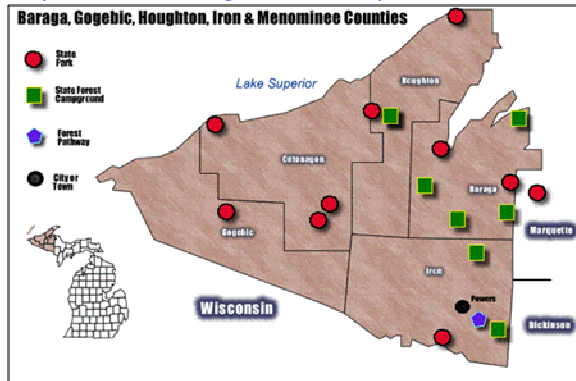 Baraga, Gogebic, Houghton, Iron & Menominee Counties
State
Park
State Forest
Campground
Forest
Pathway
City or
Town
Lake Superior
Houghton
Ontonagon
Baraga
Gogebic
Marquette
Iron
Powers
Wisconsin
Dickinson